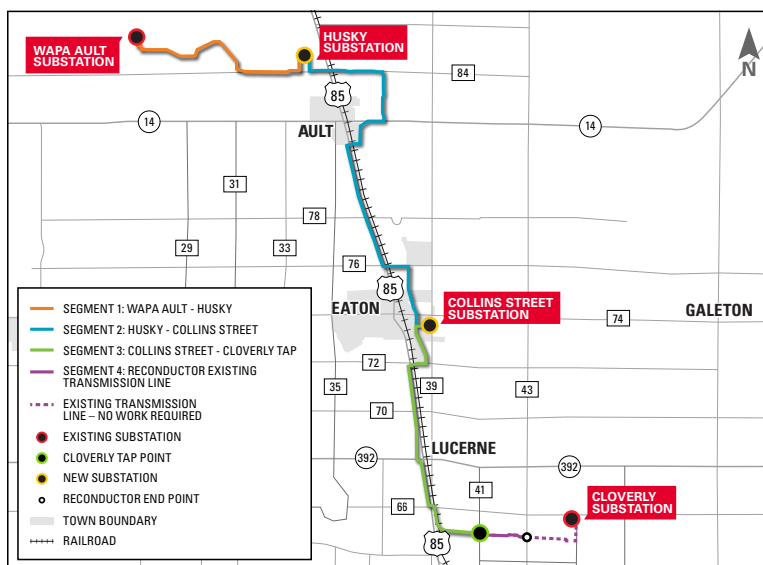 WAPA AULT
SUBSTATION
HUSKY
SUBSTATION
N
84
85
14
AULT
14
31
78
29
33
76
85
EATON
COLLINS STREET
SUBSTATION
74
GALETON
72
35
39
43
70
LUCERNE
392
392
41
66
CLOVERLY
SUBSTATION
85
SEGMENT 1: WAPA AULT - HUSKY
SEGMENT 2: HUSKY - COLLINS STREET
SEGMENT 3: COLLINS STREET - CLOVERLY TAP
SEGMENT 4: RECONDUCTOR EXISTING
TRANSMISSION LINE
EXISTING TRANSMISSION
LINE – NO WORK REQUIRED
EXISTING SUBSTATION
CLOVERLY TAP POINT
NEW SUBSTATION
RECONDUCTOR END POINT
TOWN BOUNDARY
RAILROAD